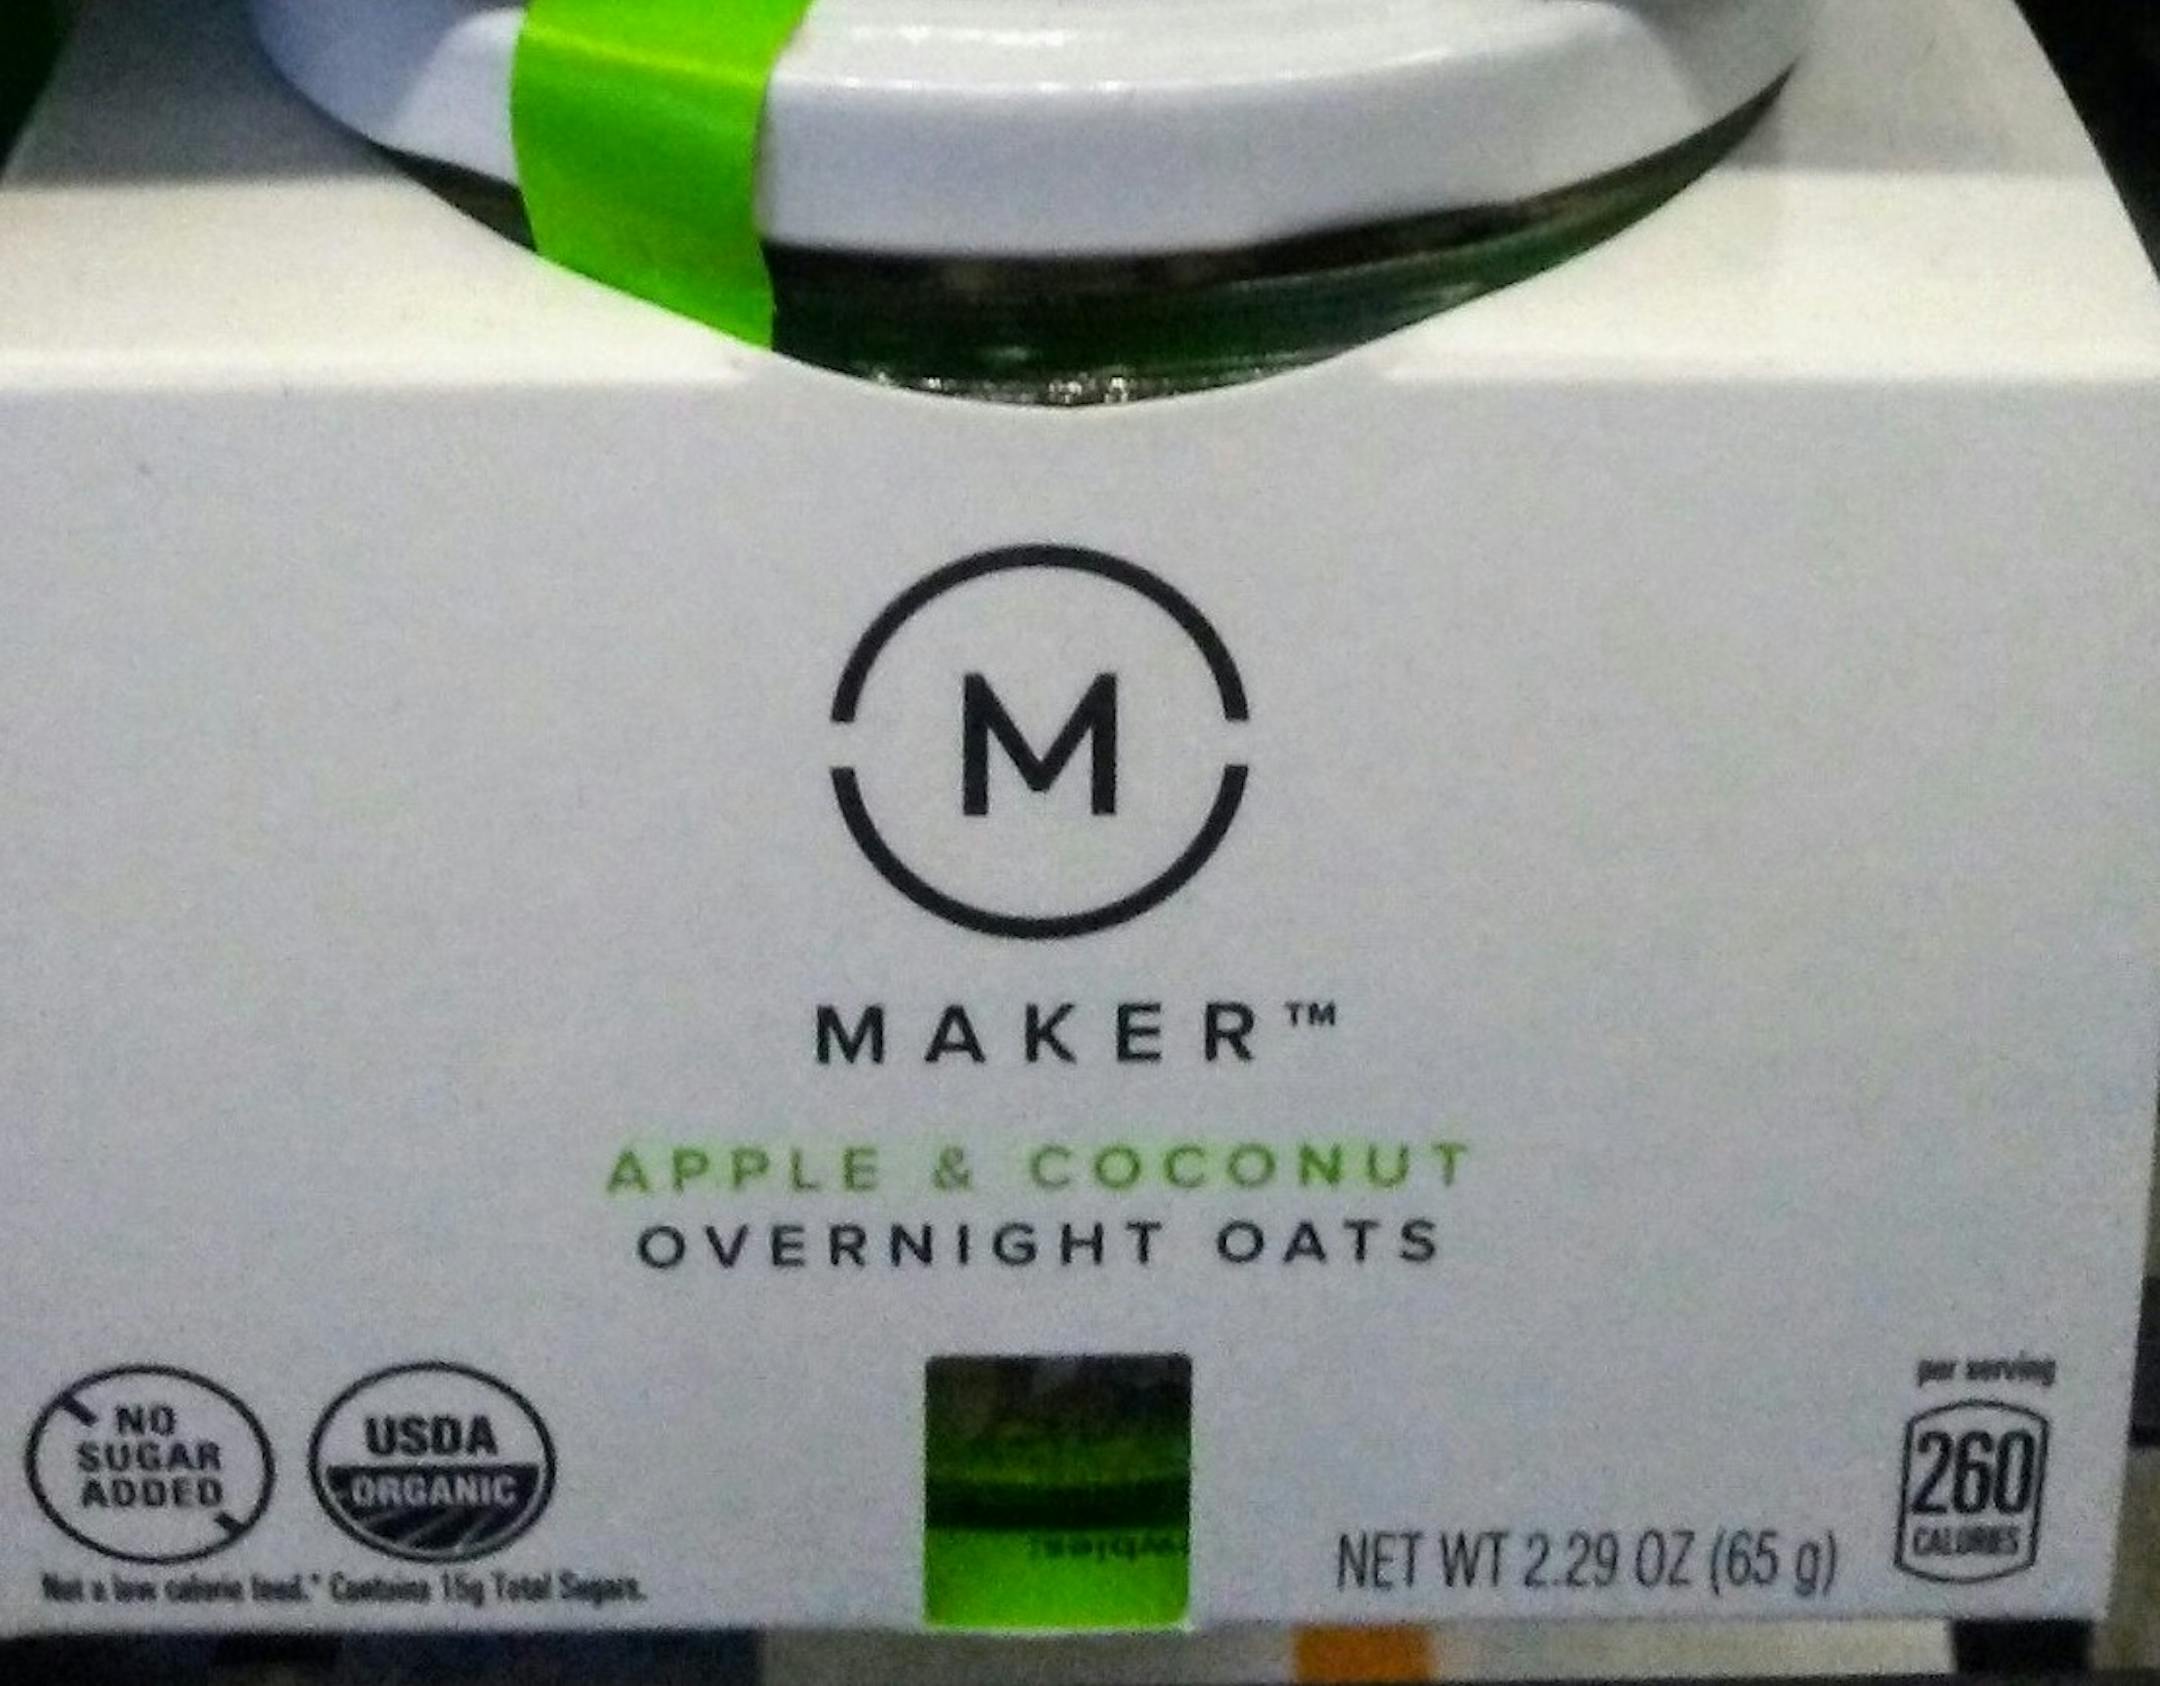 M
MAKER™
APPLE & COCONUT
OVERNIGHT OATS
NO
SUGAR
ADDED
USDA
ORGANIC
Not a low calorie food.* Contains 15g Total Sugars.
NET WT 2.29 OZ (65 g)
per serving
260
CALORIES